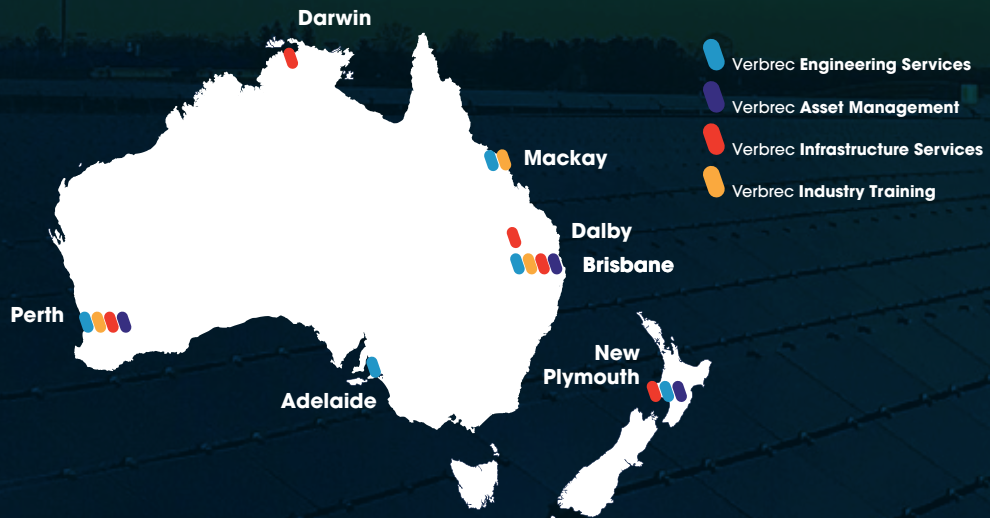 Darwin
Verbrec Engineering Services
Verbrec Asset Management
Verbrec Infrastructure Services
Verbrec Industry Training
Mackay
Dalby
Brisbane
Perth
New
Plymouth
Adelaide